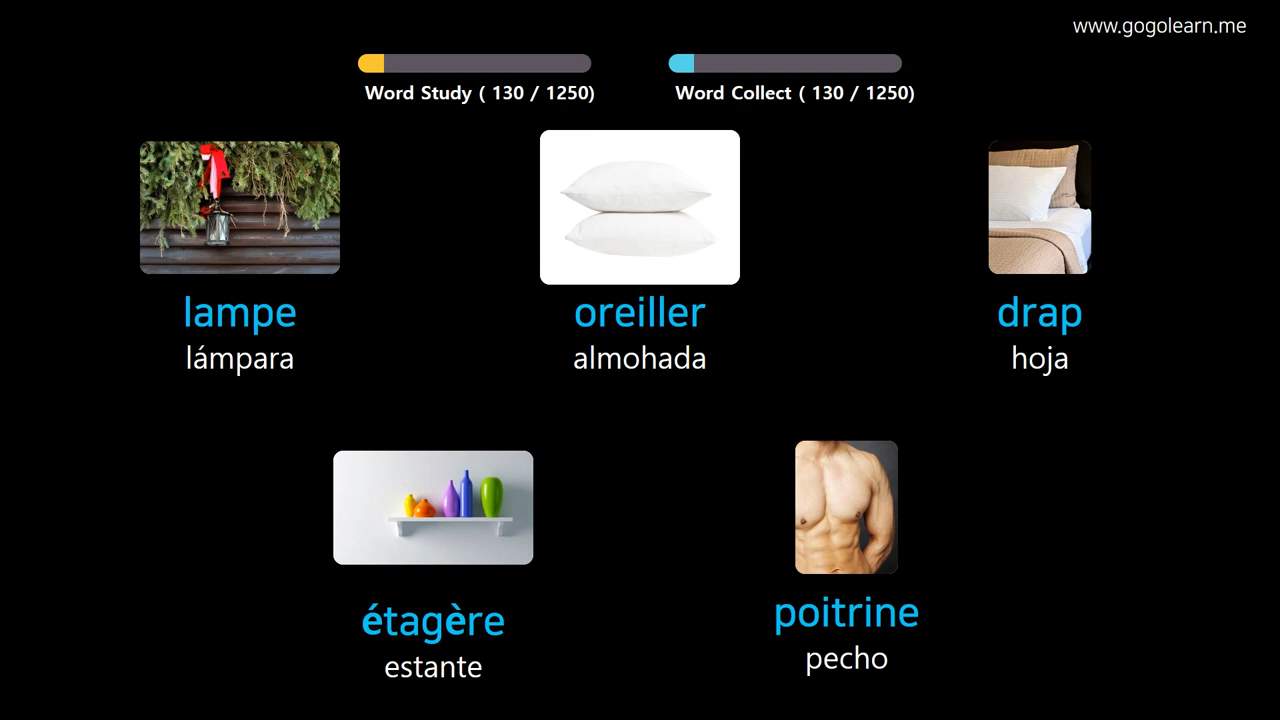 www.gogolearn.me
Word Study ( 130 / 1250)
Word Collect ( 130 / 1250)
lampe
lámpara
oreiller
almohada
drap
hoja
étagère
estante
poitrine
pecho